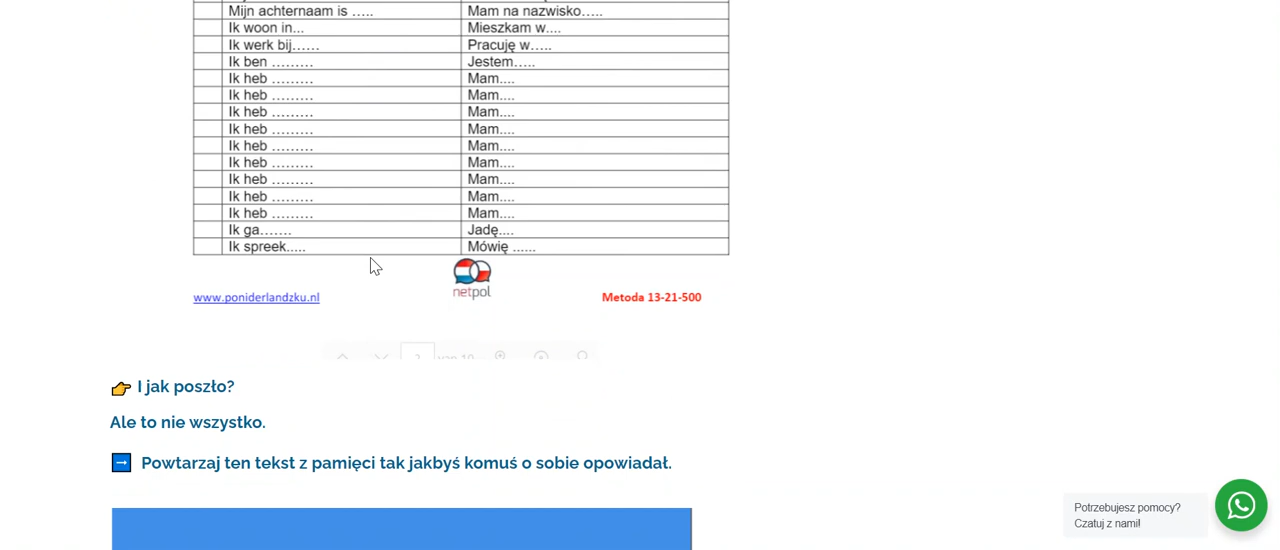 Mijn achternaam is ….. Mam na nazwisko…..
Ik woon in... Mieszkam w....
Ik werk bij…… Pracuję w…..
Ik ben ……… Jestem…..
Ik heb ……… Mam....
Ik heb ……… Mam....
Ik heb ……… Mam....
Ik heb ……… Mam....
Ik heb ……… Mam....
Ik heb ……… Mam....
Ik heb ……… Mam....
Ik heb ……… Mam....
Ik heb ……… Mam....
Ik ga……. Jadę....
Ik spreek..... Mówię ......
netpol
www.poniderlandzku.nl Metoda 13-21-500
I jak poszło?
Ale to nie wszystko.
Powtarzaj ten tekst z pamięci tak jakbyś komuś o sobie opowiadał.
Potrzebujesz pomocy?
Czatuj z nami!